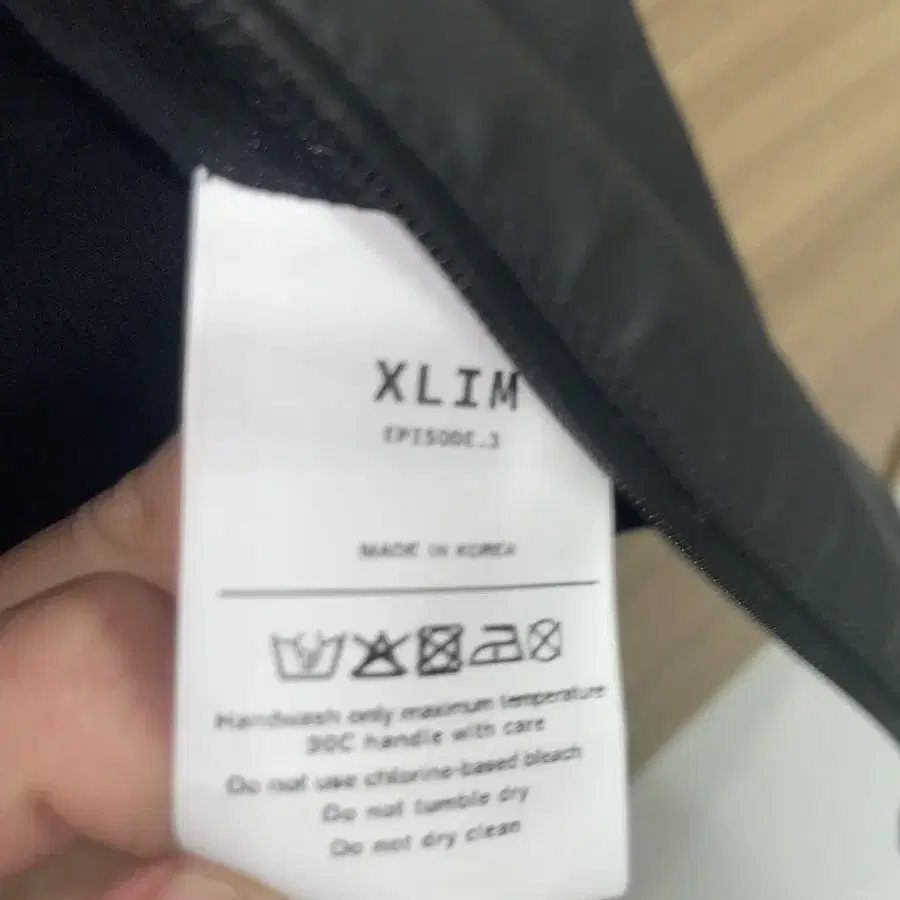 XLIM
EPISODE.3
MADE IN KOREA
Handwash only maximum temperature
30C handle with care
Do not use chlorine-based bleach
Do not tumble dry
Do not dry clean